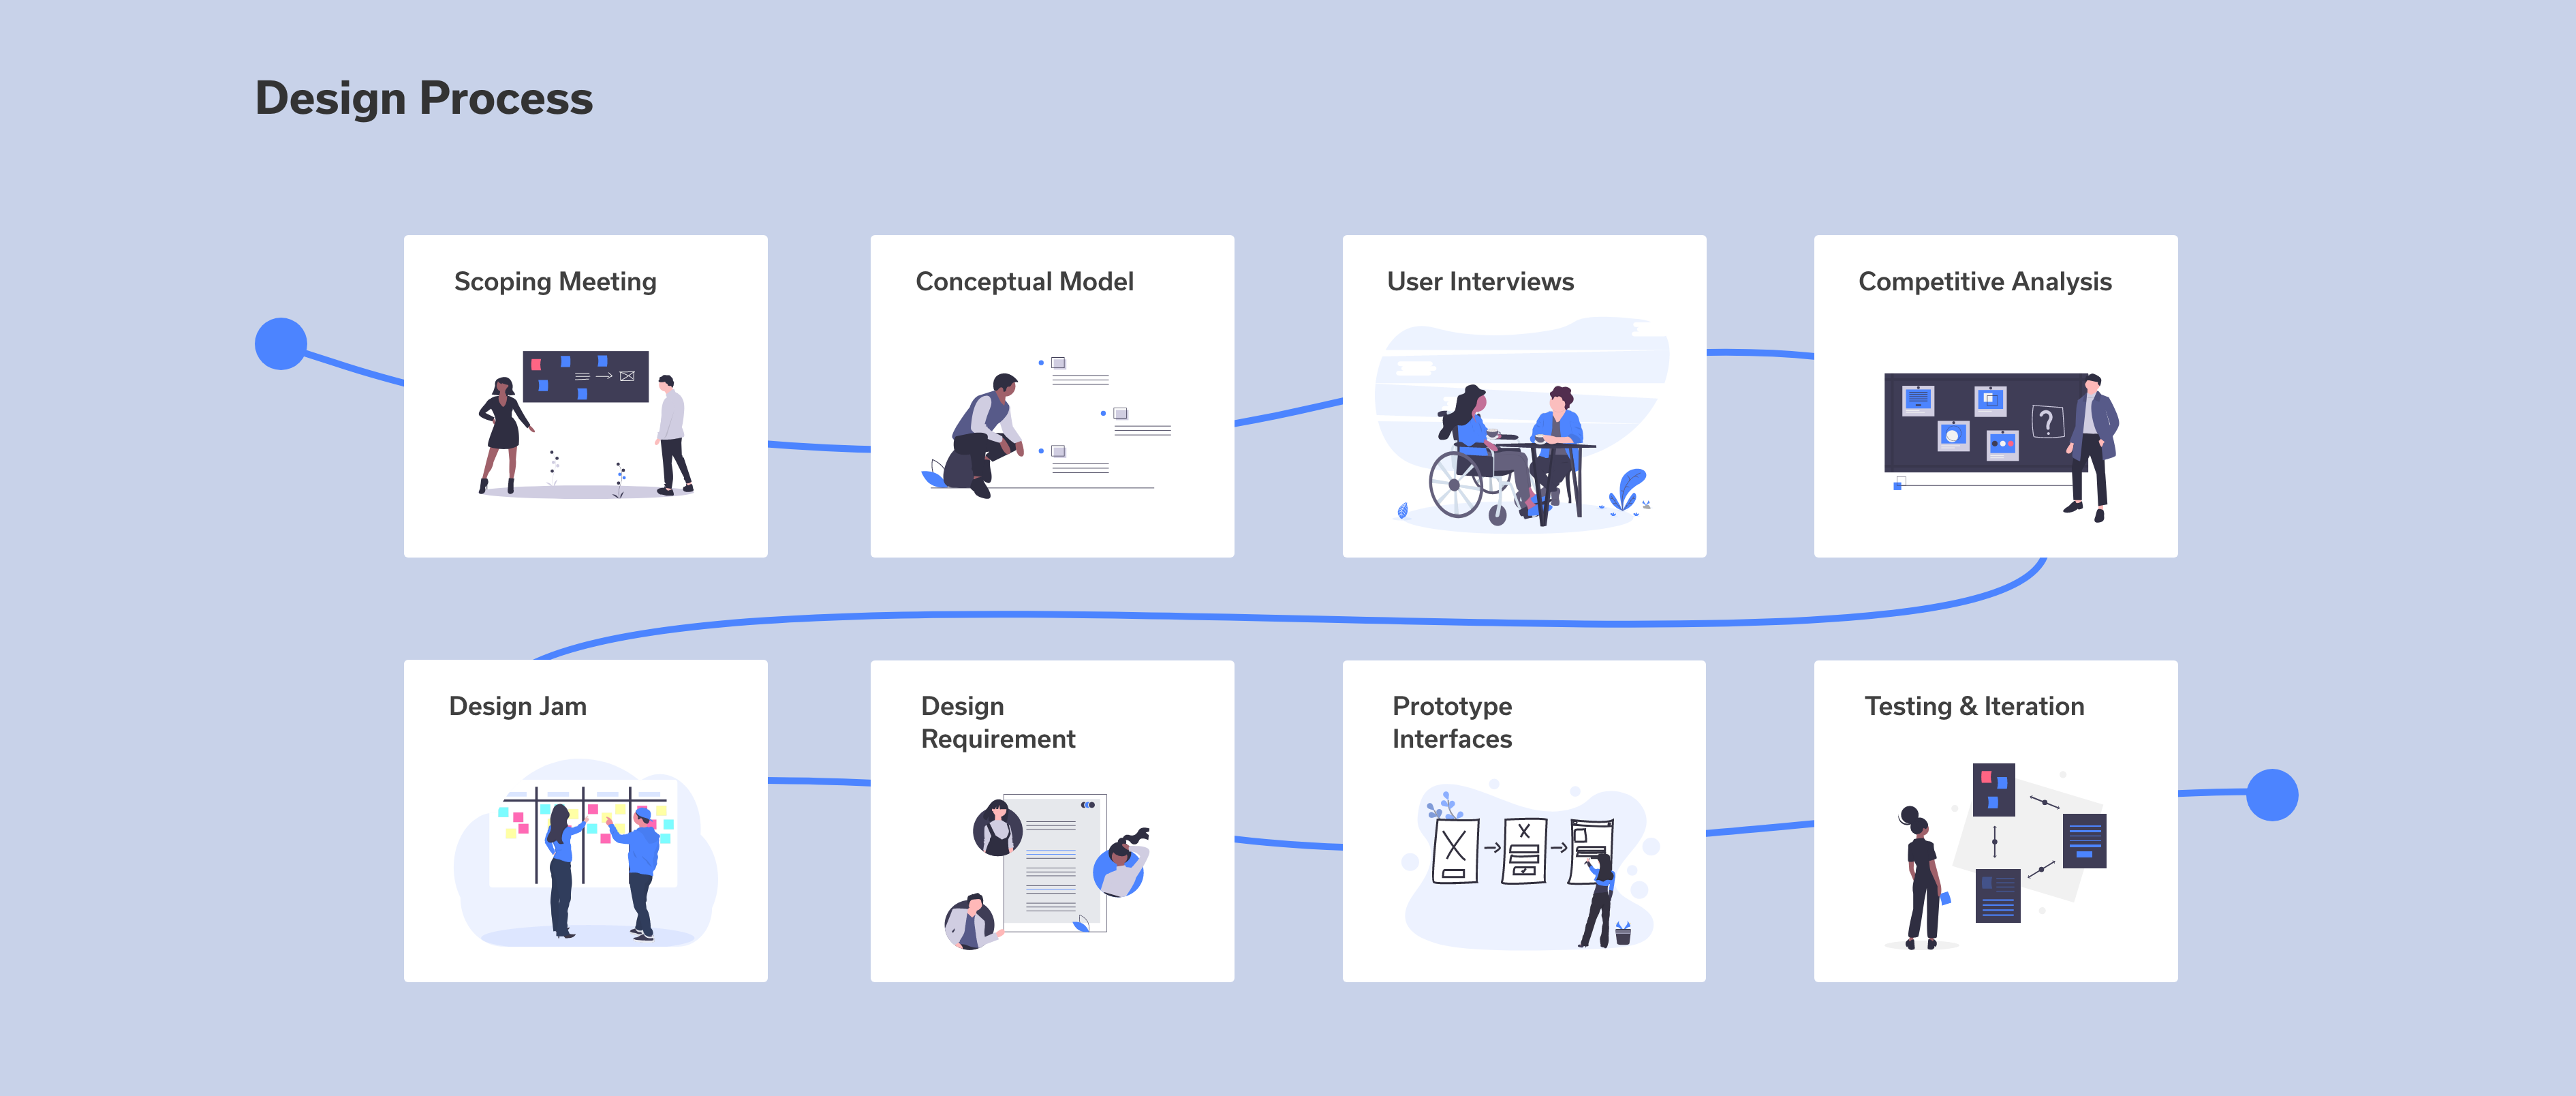 Design Process
Scoping Meeting
Conceptual Model
User Interviews
Competitive Analysis
?
Design Jam
Design
Requirement
Prototype
Interfaces
Testing & Iteration